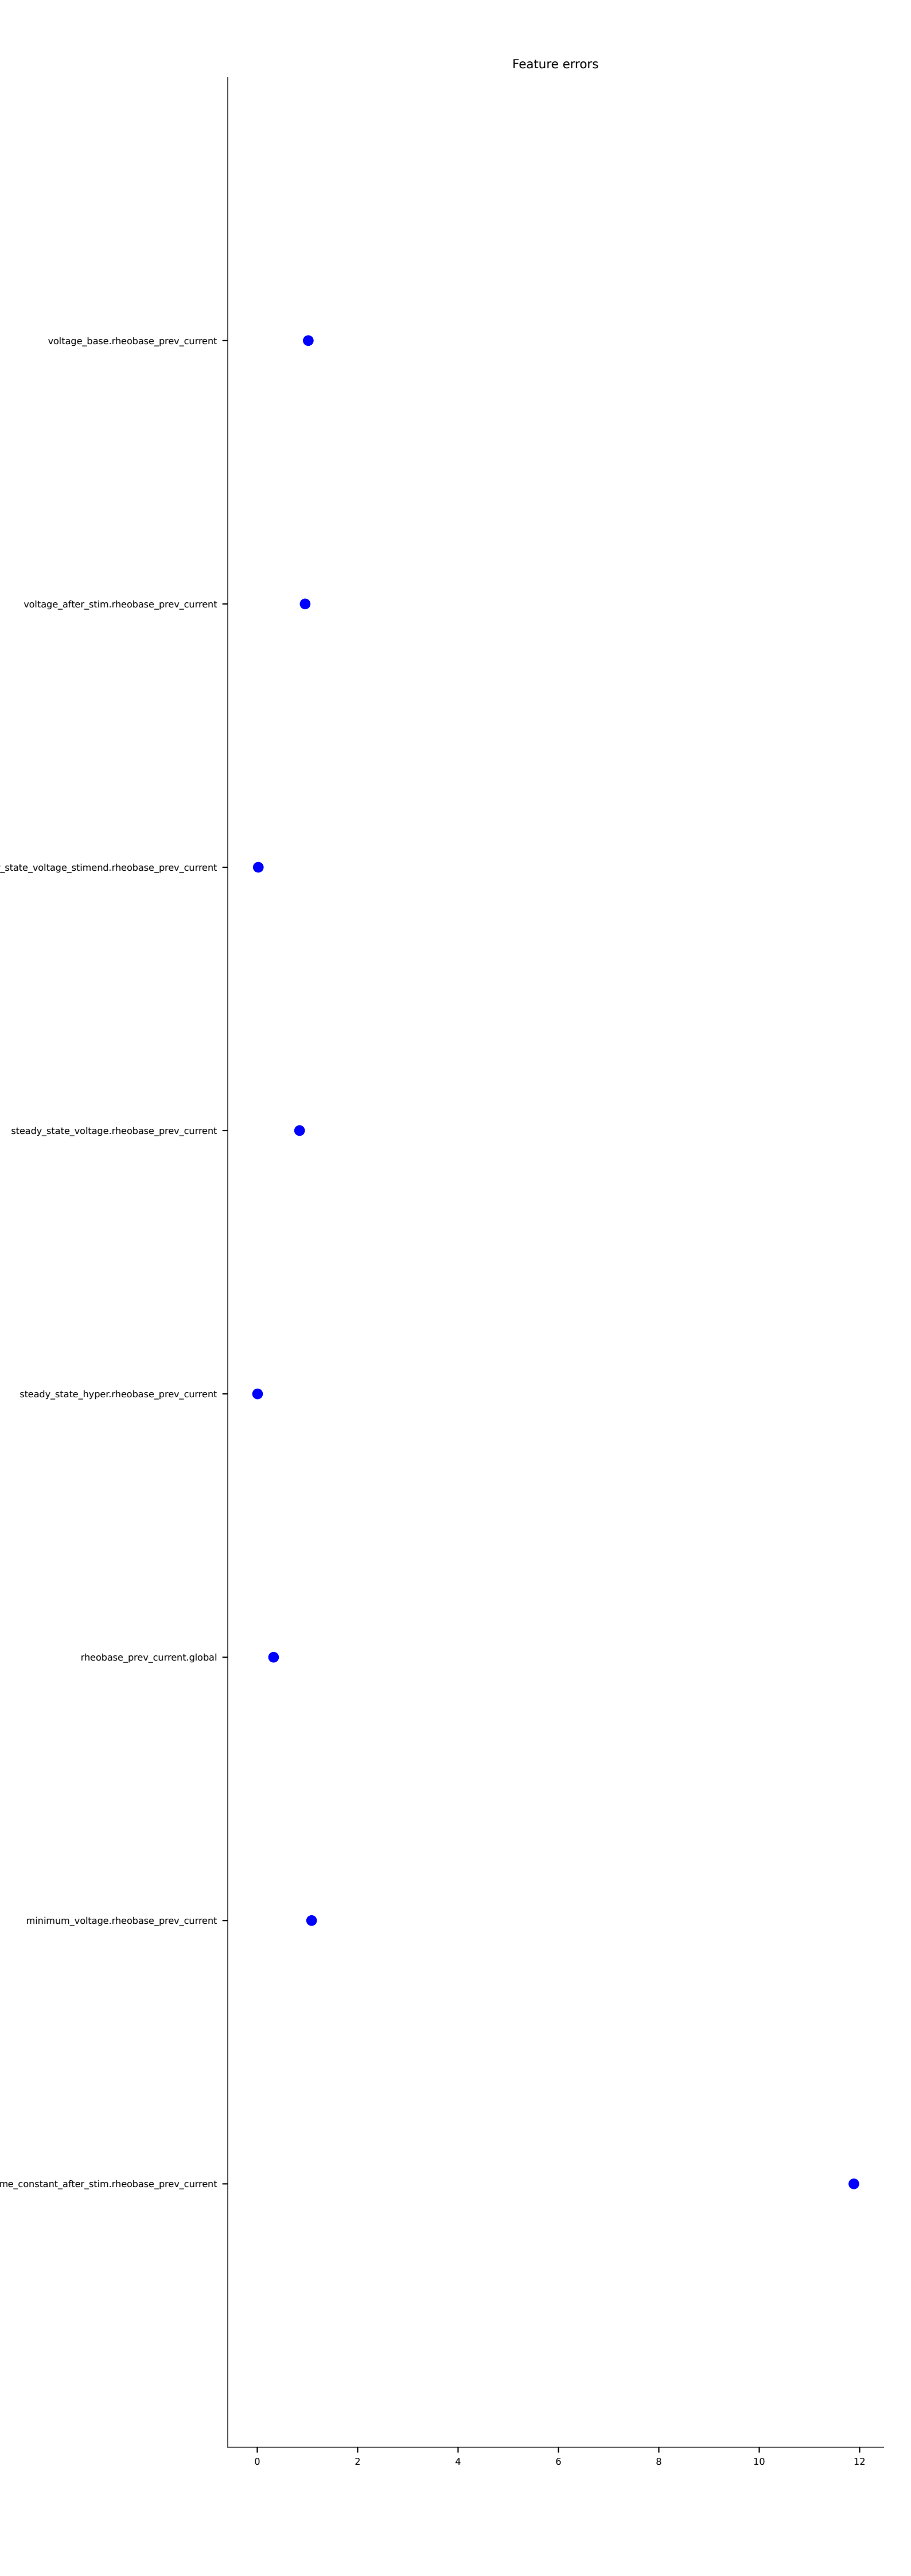 Feature errors
voltage_base.rheobase_prev_current
voltage_after_stim.rheobase_prev_current
_state_voltage_stimend.rheobase_prev_current
steady_state_voltage.rheobase_prev_current
steady_state_hyper.rheobase_prev_current
rheobase_prev_current.global
minimum_voltage.rheobase_prev_current
me_constant_after_stim.rheobase_prev_current
0 2 4 6 8 10 12